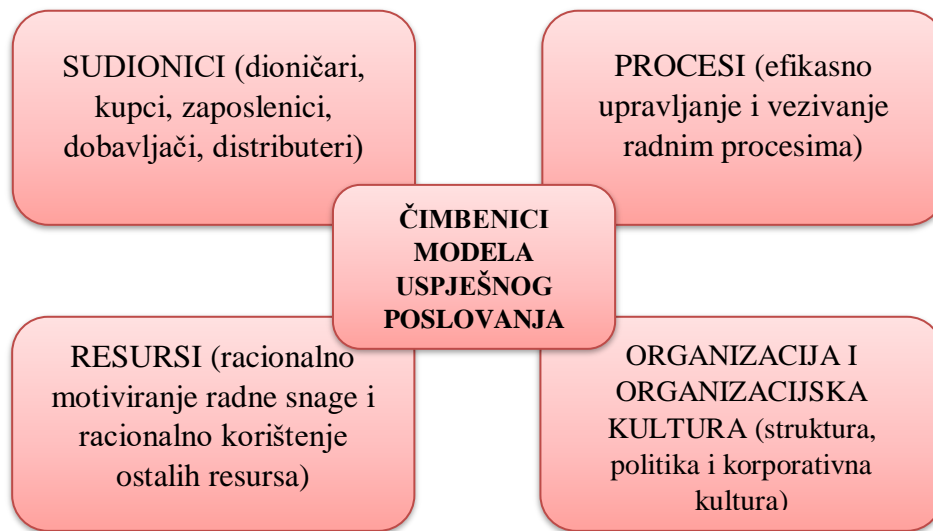 SUDIONICI (dioničari,
kupci, zaposlenici,
dobavljači, distributeri)
PROCESI (efikasno
upravljanje i vezivanje
radnim procesima)
ČIMBENICI
MODELA
USPJEŠNOG
POSLOVANJA
RESURSI (racionalno
motiviranje radne snage i
racionalno korištenje
ostalih resursa)
ORGANIZACIJA I
ORGANIZACIJSKA
KULTURA (struktura,
politika i korporativna
kultura)